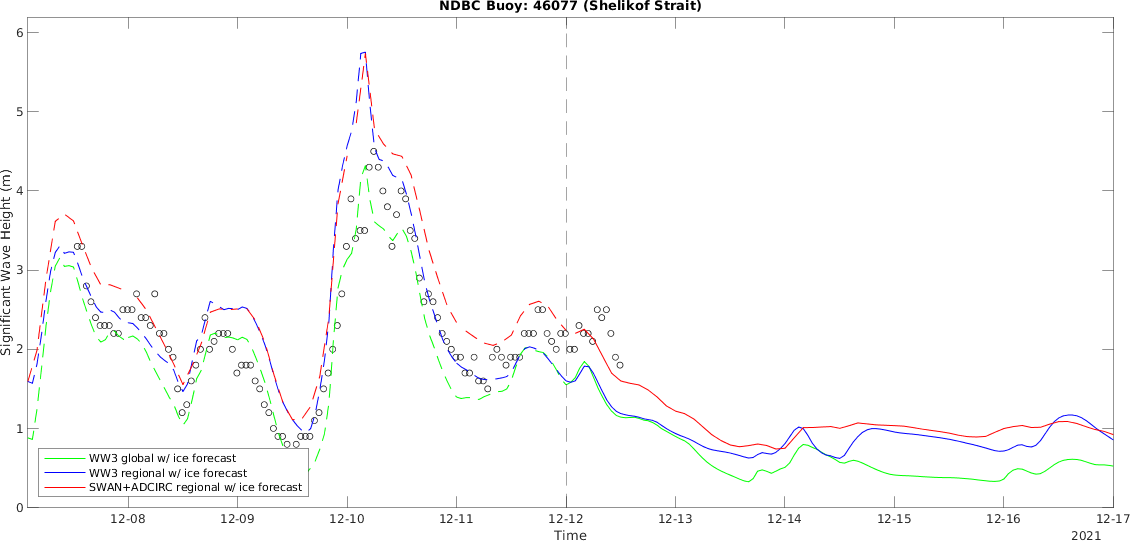 NDBC Buoy: 46077 (Shelikof Strait)
6
5
4
3
2
1
0
Significant Wave Height (m)
WW3 global w/ ice forecast
WW3 regional w/ ice forecast
SWAN+ADCIRC regional w/ ice forecast
12-08 12-09 12-10 12-11 12-12 12-13 12-14 12-15 12-16 12-17
Time
2021